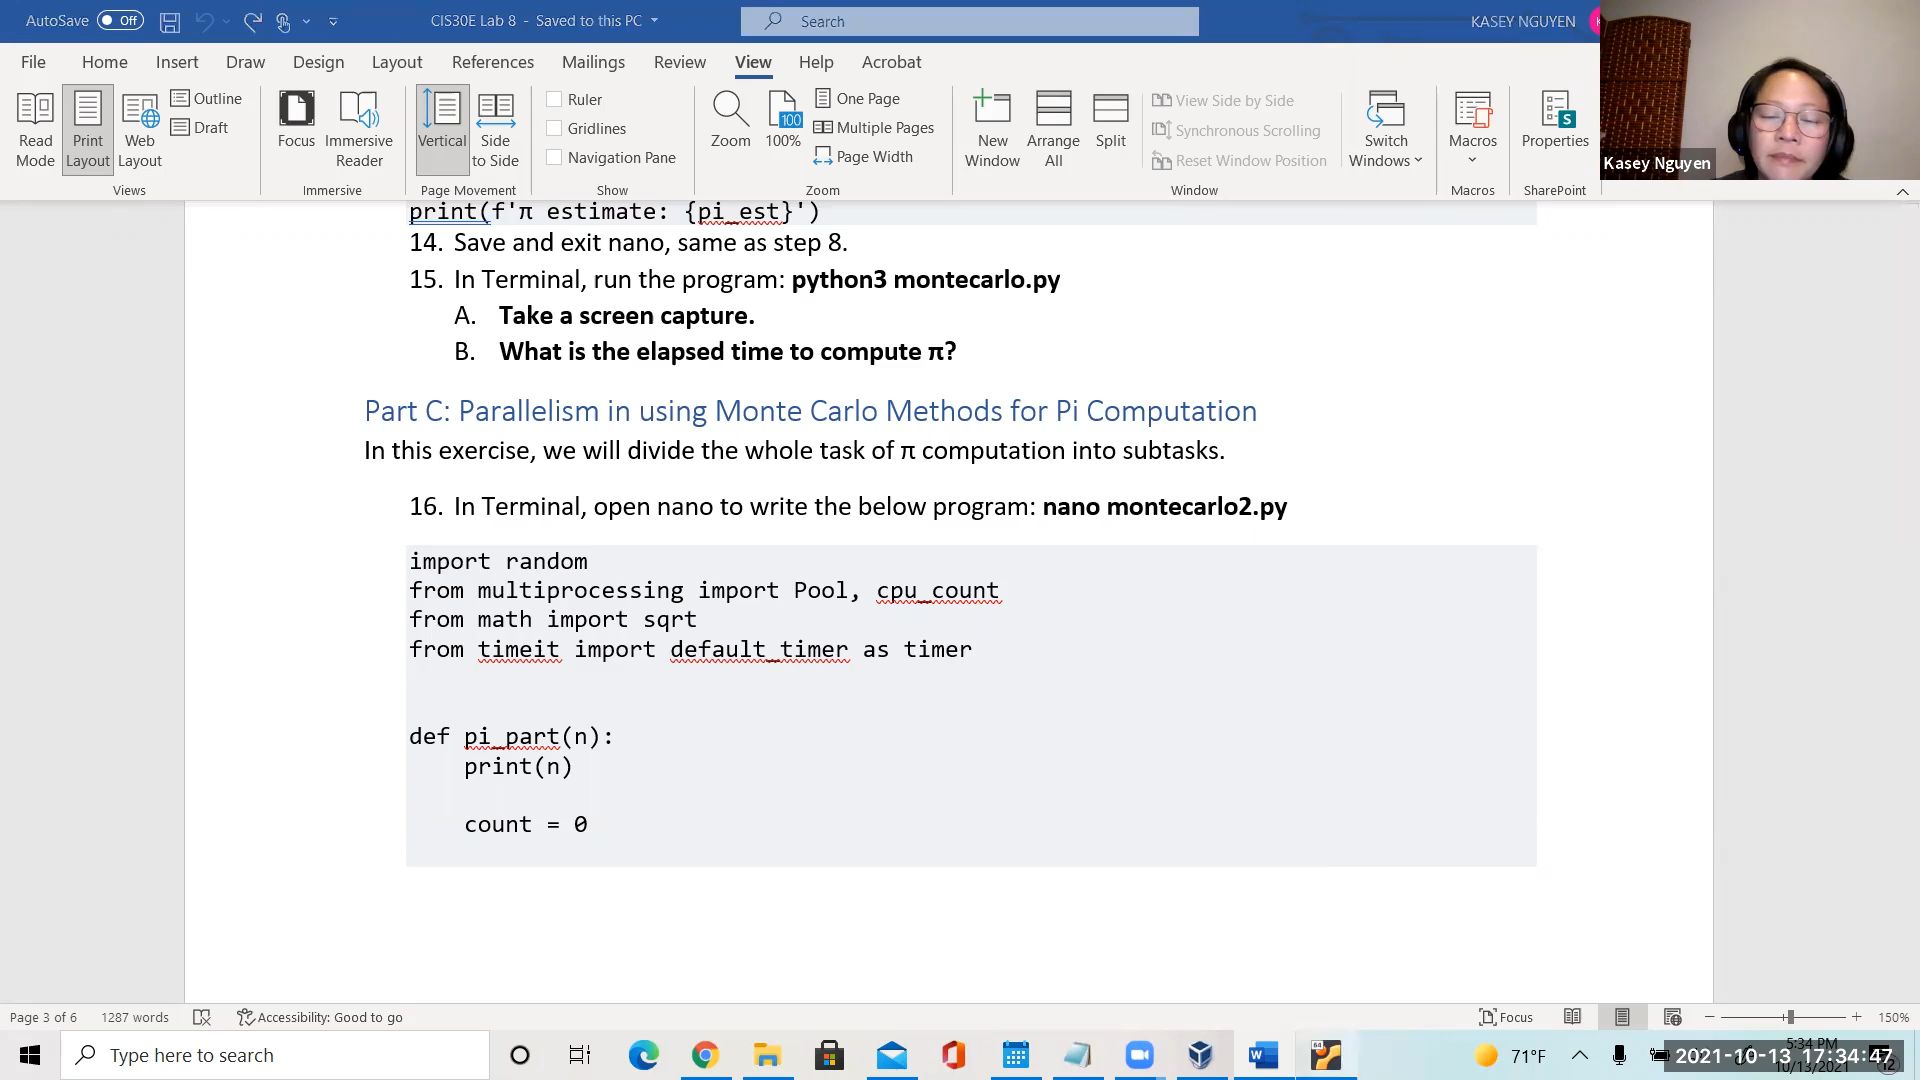 AutoSave Off CIS30E Lab 8 - Saved to this PC Search KASEY NGUYEN
File Home Insert Draw Design Layout References Mailings Review View Help Acrobat
Read Mode Print Layout Web Layout Outline Draft
Views
Focus Immersive Reader
Immersive
Vertical Side to Side
Page Movement
Ruler
Gridlines
Navigation Pane
Show
Zoom 100 100% One Page Multiple Pages Page Width
Zoom
New Window Arrange All Split View Side by Side Synchronous Scrolling Reset Window Position Switch Windows
Window
Macros
Macros
Properties
SharePoint
Kasey Nguyen
print(f'π estimate: {pi_est}')
14. Save and exit nano, same as step 8.
15. In Terminal, run the program: python3 montecarlo.py
A. Take a screen capture.
B. What is the elapsed time to compute π?
Part C: Parallelism in using Monte Carlo Methods for Pi Computation
In this exercise, we will divide the whole task of π computation into subtasks.
16. In Terminal, open nano to write the below program: nano montecarlo2.py
import random
from multiprocessing import Pool, cpu_count
from math import sqrt
from timeit import default_timer as timer
def pi_part(n):
print(n)
count = 0
Page 3 of 6 1287 words Accessibility: Good to go Focus 150%
Type here to search 64 71°F 5:34 PM
2021-10-13 17:34:47
10/13/2021 12